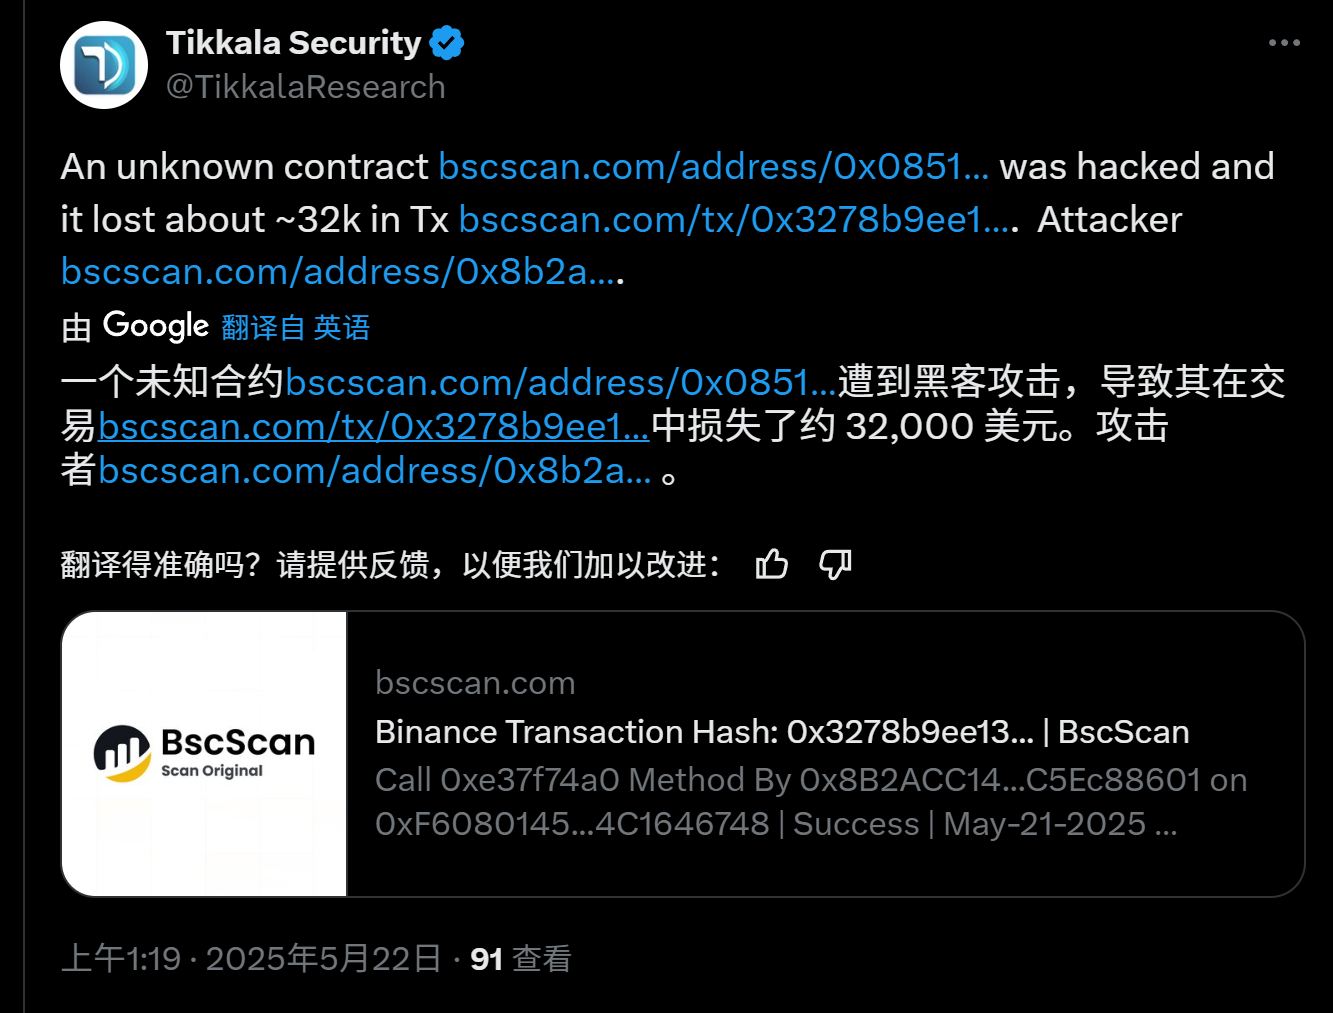 Tikkala Security
@TikkalaResearch
An unknown contract bscscan.com/address/0x0851... was hacked and
it lost about ~32k in Tx bscscan.com/tx/0x3278b9ee1.... Attacker
bscscan.com/address/0x8b2a....
由 Google 翻译自 英语
一个未知合约bscscan.com/address/0x0851...遭到黑客攻击，导致其在交
易bscscan.com/tx/0x3278b9ee1...中损失了约 32,000 美元。攻击
者bscscan.com/address/0x8b2a... 。
翻译得准确吗？请提供反馈，以便我们加以改进：
BscScan
Scan Original
bscscan.com
Binance Transaction Hash: 0x3278b9ee13... | BscScan
Call 0xe37f74a0 Method By 0x8B2ACC14...C5Ec88601 on
0xF6080145...4C1646748 | Success | May-21-2025 ...
上午1:19 · 2025年5月22日 · 91 查看